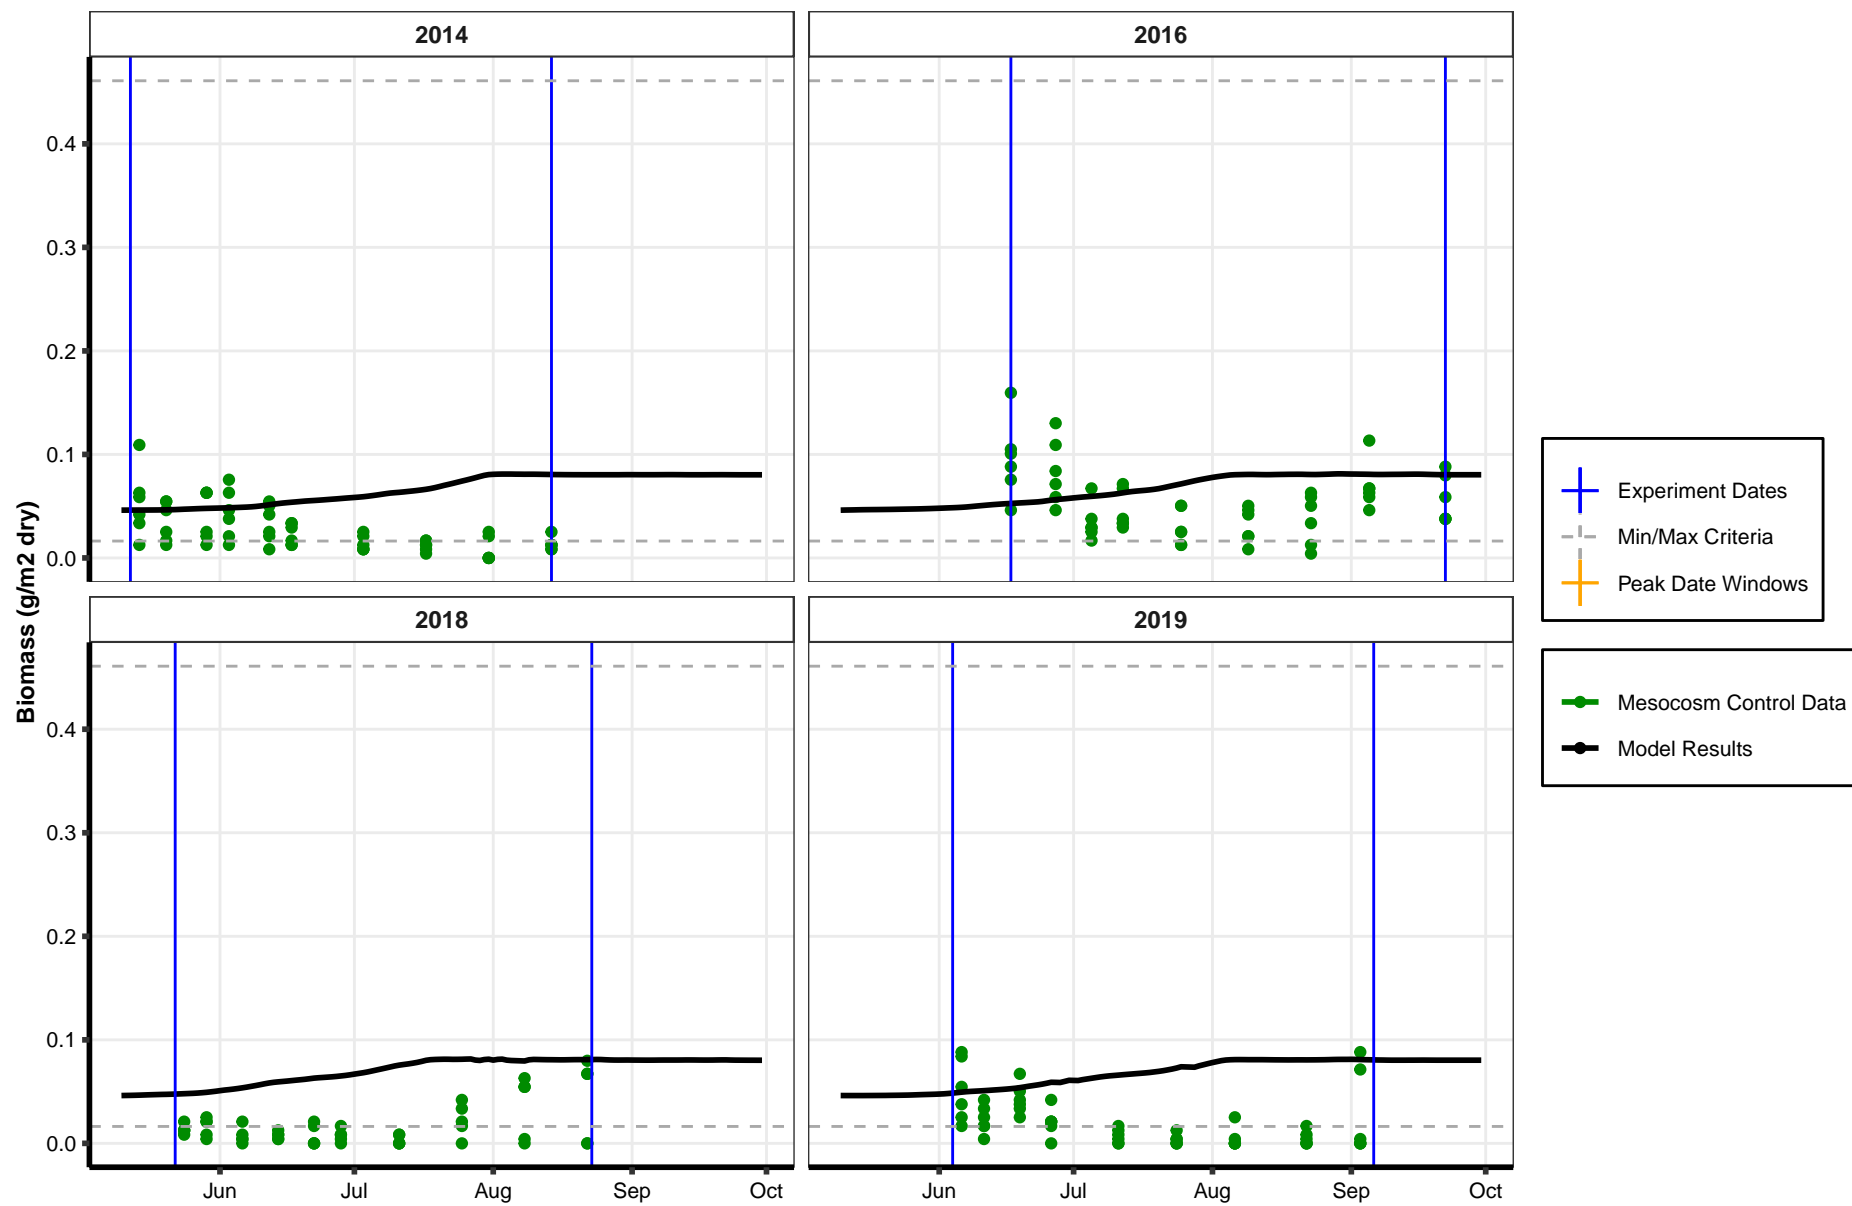 2014
2016
0.4
0.3
0.2
0.1
0.0
Biomass (g/m2 dry)
2018
2019
0.4
0.3
0.2
0.1
0.0
Jun Jul Aug Sep Oct
Jun Jul Aug Sep Oct
Experiment Dates
Min/Max Criteria
Peak Date Windows
Mesocosm Control Data
Model Results